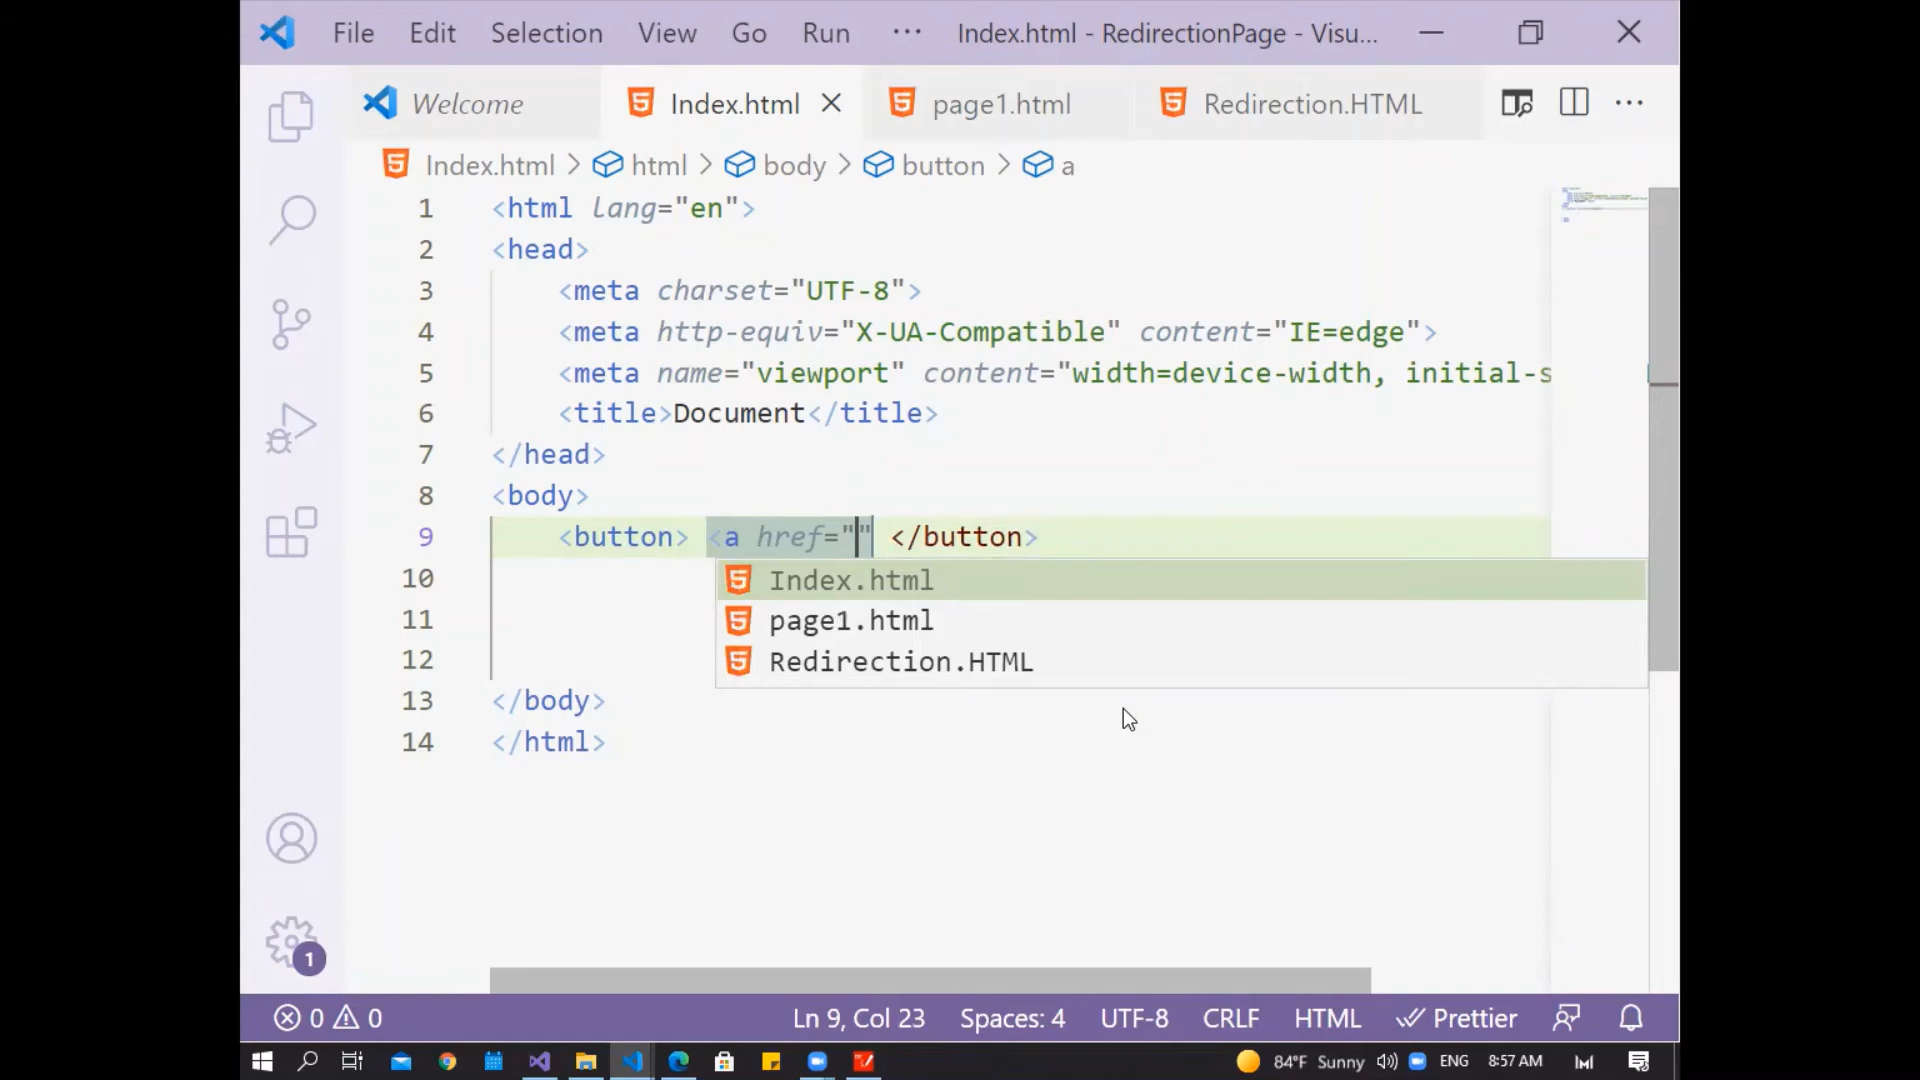 File Edit Selection View Go Run ··· Index.html - RedirectionPage - Visu...
Welcome Index.html page1.html Redirection.HTML
Index.html > html > body > button > a
1 <html lang="en">
2 <head>
3 <meta charset="UTF-8">
4 <meta http-equiv="X-UA-Compatible" content="IE=edge">
5 <meta name="viewport" content="width=device-width, initial-s
6 <title>Document</title>
7 </head>
8 <body>
9 <button> <a href="" </button>
10 Index.html
11 page1.html
12 Redirection.HTML
13 </body>
14 </html>
1
0 0 Ln 9, Col 23 Spaces: 4 UTF-8 CRLF HTML Prettier
84°F Sunny ENG 8:57 AM